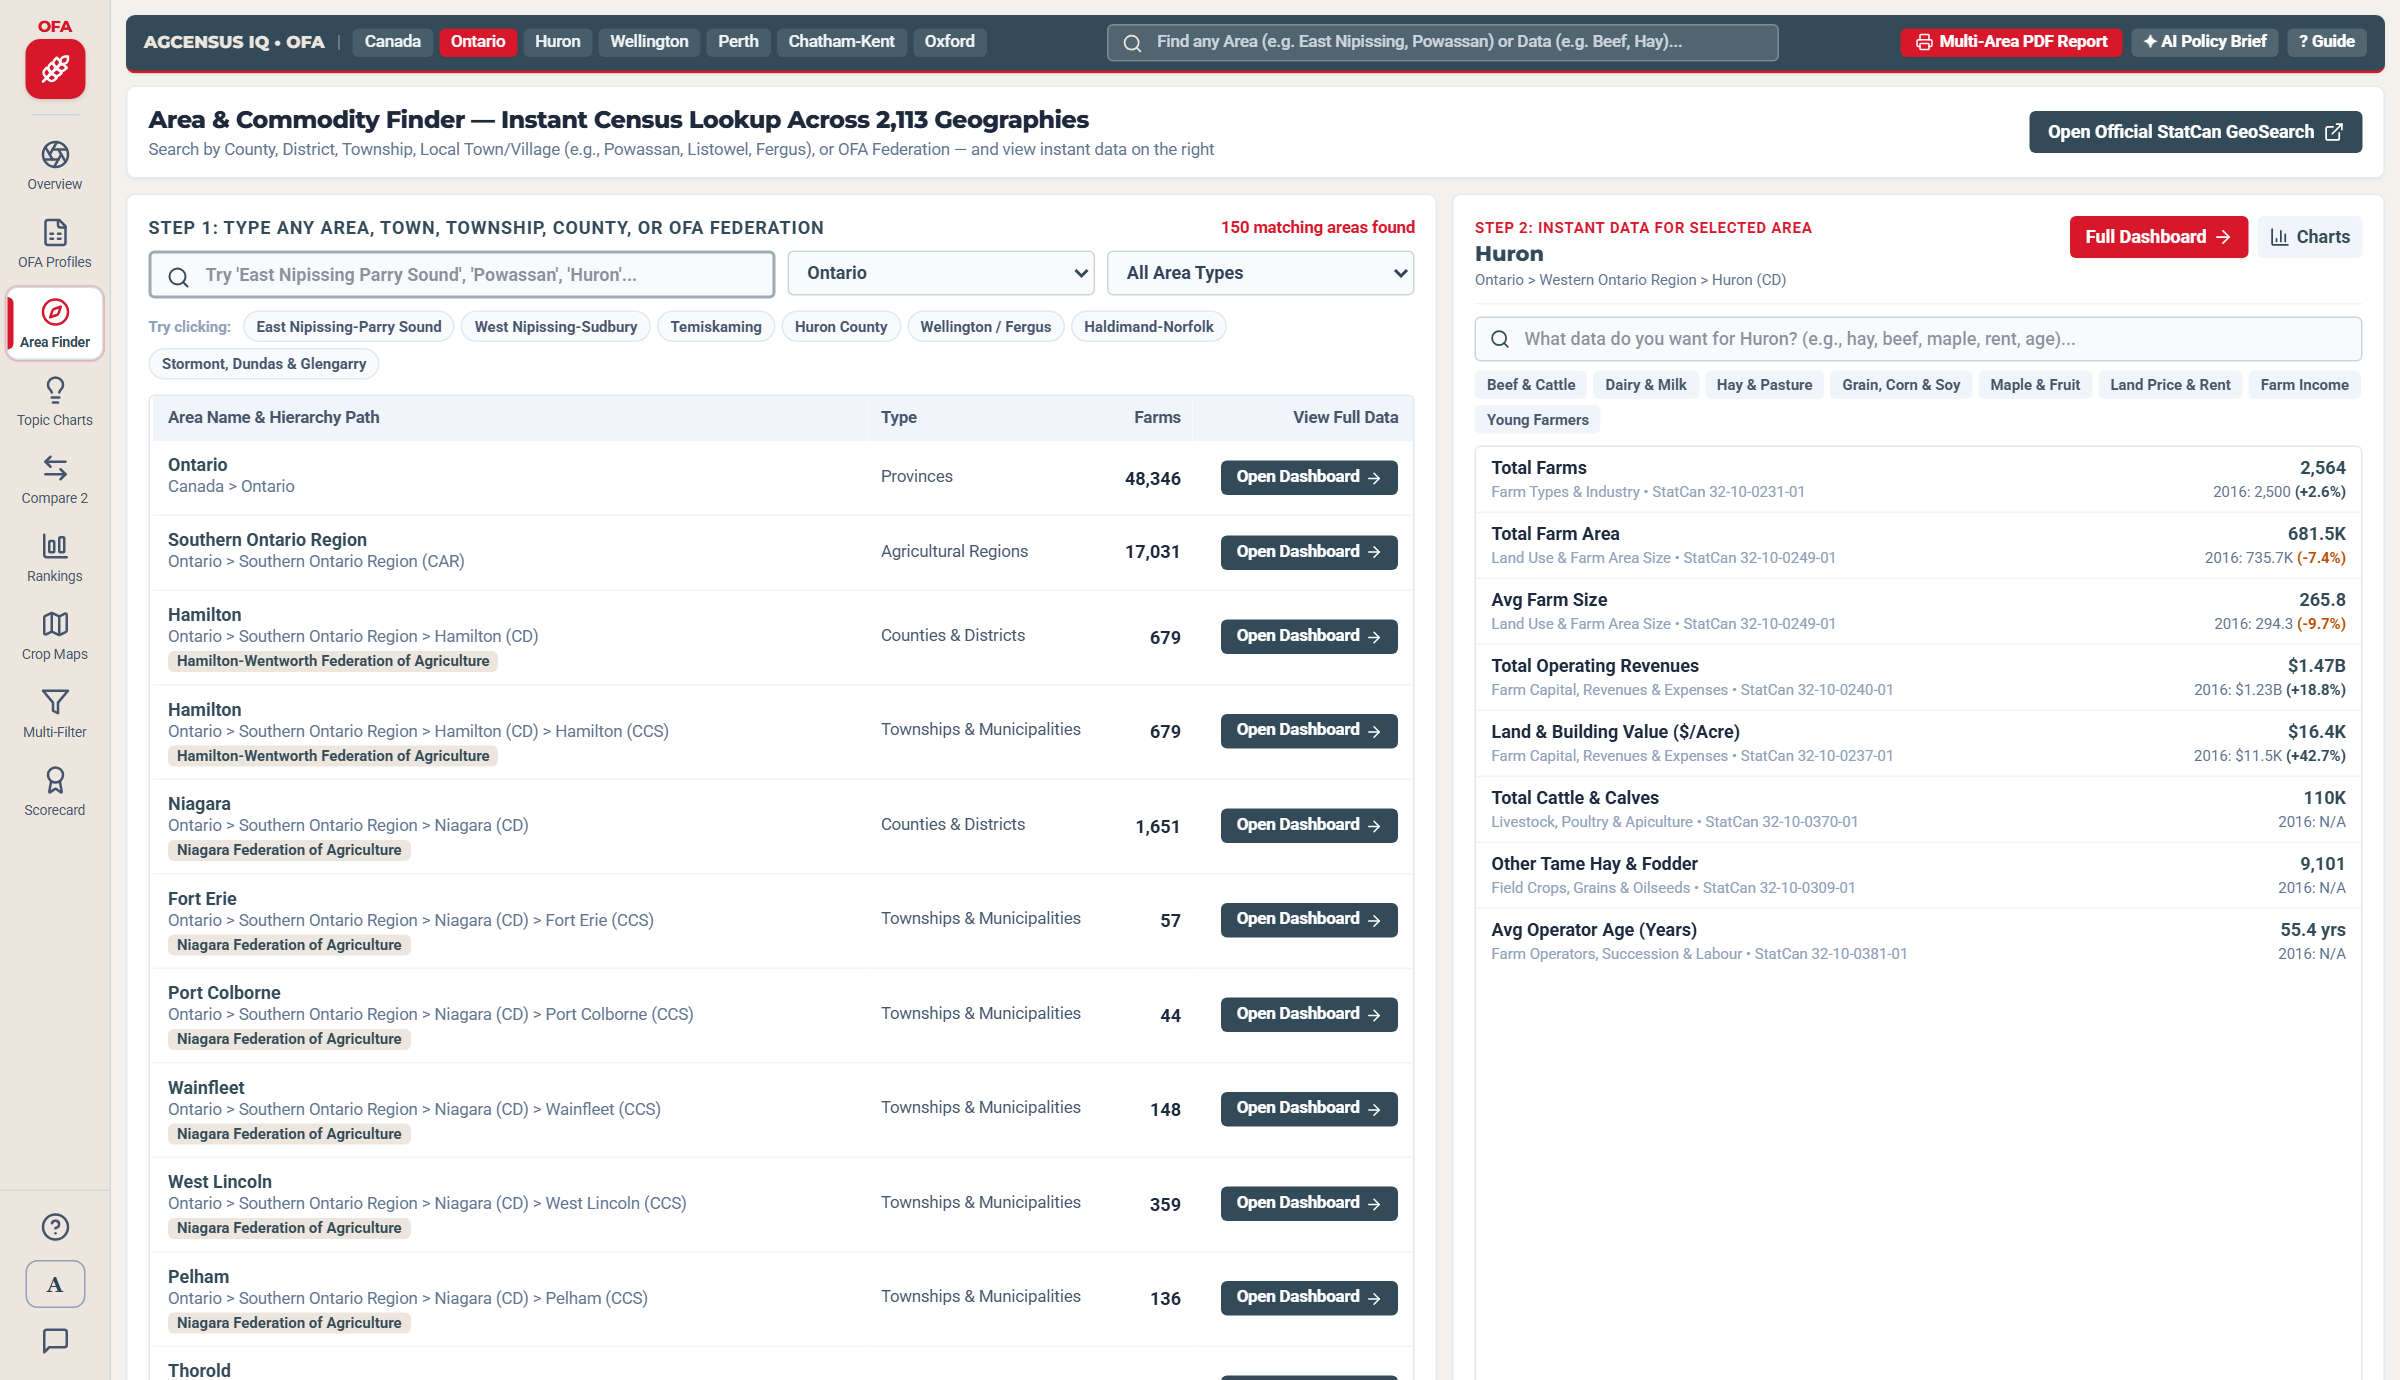 OFA
Overview
OFA Profiles
Area Finder
Topic Charts
Compare 2
Rankings
Crop Maps
Multi-Filter
Scorecard
A
AGCENSUS IQ • OFA | Canada Ontario Huron Wellington Perth Chatham-Kent Oxford
Find any Area (e.g. East Nipissing, Powassan) or Data (e.g. Beef, Hay)...
Multi-Area PDF Report ✦ AI Policy Brief ? Guide
Area & Commodity Finder — Instant Census Lookup Across 2,113 Geographies
Search by County, District, Township, Local Town/Village (e.g., Powassan, Listowel, Fergus), or OFA Federation — and view instant data on the right
Open Official StatCan GeoSearch
STEP 1: TYPE ANY AREA, TOWN, TOWNSHIP, COUNTY, OR OFA FEDERATION
150 matching areas found
Try 'East Nipissing Parry Sound', 'Powassan', 'Huron'...
Ontario
All Area Types
Try clicking: East Nipissing-Parry Sound West Nipissing-Sudbury Temiskaming Huron County Wellington / Fergus Haldimand-Norfolk
Stormont, Dundas & Glengarry
Area Name & Hierarchy Path Type Farms View Full Data
Ontario
Canada > Ontario
Provinces 48,346 Open Dashboard →
Southern Ontario Region
Ontario > Southern Ontario Region (CAR)
Agricultural Regions 17,031 Open Dashboard →
Hamilton
Ontario > Southern Ontario Region > Hamilton (CD)
Hamilton-Wentworth Federation of Agriculture
Counties & Districts 679 Open Dashboard →
Hamilton
Ontario > Southern Ontario Region > Hamilton (CD) > Hamilton (CCS)
Hamilton-Wentworth Federation of Agriculture
Townships & Municipalities 679 Open Dashboard →
Niagara
Ontario > Southern Ontario Region > Niagara (CD)
Niagara Federation of Agriculture
Counties & Districts 1,651 Open Dashboard →
Fort Erie
Ontario > Southern Ontario Region > Niagara (CD) > Fort Erie (CCS)
Niagara Federation of Agriculture
Townships & Municipalities 57 Open Dashboard →
Port Colborne
Ontario > Southern Ontario Region > Niagara (CD) > Port Colborne (CCS)
Niagara Federation of Agriculture
Townships & Municipalities 44 Open Dashboard →
Wainfleet
Ontario > Southern Ontario Region > Niagara (CD) > Wainfleet (CCS)
Niagara Federation of Agriculture
Townships & Municipalities 148 Open Dashboard →
West Lincoln
Ontario > Southern Ontario Region > Niagara (CD) > West Lincoln (CCS)
Niagara Federation of Agriculture
Townships & Municipalities 359 Open Dashboard →
Pelham
Ontario > Southern Ontario Region > Niagara (CD) > Pelham (CCS)
Niagara Federation of Agriculture
Townships & Municipalities 136 Open Dashboard →
Thorold
STEP 2: INSTANT DATA FOR SELECTED AREA
Huron
Ontario > Western Ontario Region > Huron (CD)
Full Dashboard → Charts
What data do you want for Huron? (e.g., hay, beef, maple, rent, age)...
Beef & Cattle Dairy & Milk Hay & Pasture Grain, Corn & Soy Maple & Fruit Land Price & Rent Farm Income
Young Farmers
Total Farms 2,564
Farm Types & Industry • StatCan 32-10-0231-01 2016: 2,500 (+2.6%)
Total Farm Area 681.5K
Land Use & Farm Area Size • StatCan 32-10-0249-01 2016: 735.7K (-7.4%)
Avg Farm Size 265.8
Land Use & Farm Area Size • StatCan 32-10-0249-01 2016: 294.3 (-9.7%)
Total Operating Revenues $1.47B
Farm Capital, Revenues & Expenses • StatCan 32-10-0240-01 2016: $1.23B (+18.8%)
Land & Building Value ($/Acre) $16.4K
Farm Capital, Revenues & Expenses • StatCan 32-10-0237-01 2016: $11.5K (+42.7%)
Total Cattle & Calves 110K
Livestock, Poultry & Apiculture • StatCan 32-10-0370-01 2016: N/A
Other Tame Hay & Fodder 9,101
Field Crops, Grains & Oilseeds • StatCan 32-10-0309-01 2016: N/A
Avg Operator Age (Years) 55.4 yrs
Farm Operators, Succession & Labour • StatCan 32-10-0381-01 2016: N/A